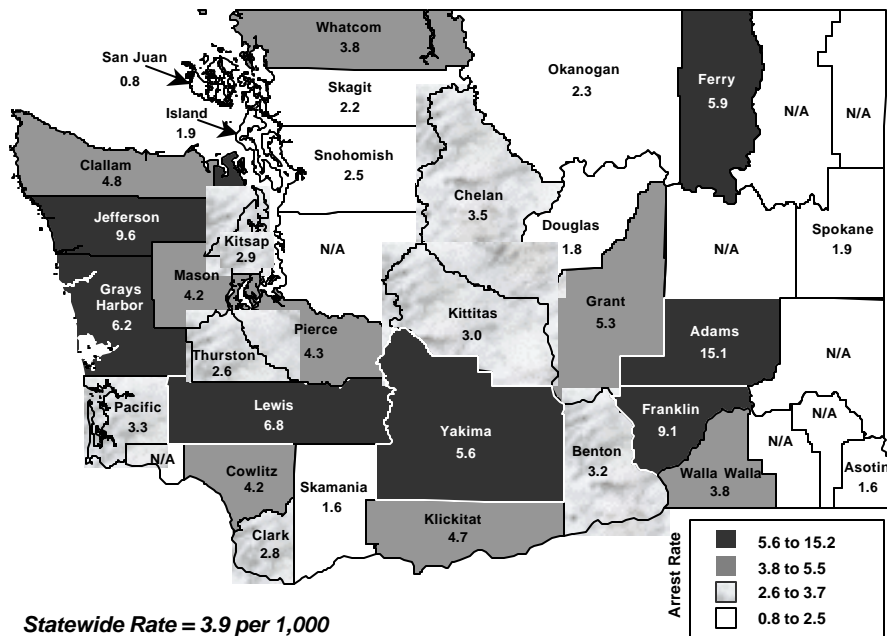 Whatcom
3.8
San Juan
0.8
Skagit
2.2
Island
1.9
Okanogan
2.3
Ferry
5.9
N/A
N/A
Snohomish
2.5
Clallam
4.8
Chelan
3.5
Jefferson
9.6
Kitsap
2.9
N/A
Douglas
1.8
N/A
Spokane
1.9
Mason
4.2
Grays
Harbor
6.2
Kittitas
3.0
Grant
5.3
Pierce
4.3
Thurston
2.6
Adams
15.1
N/A
Pacific
3.3
Lewis
6.8
Yakima
5.6
Franklin
9.1
N/A
N/A
N/A
Benton
3.2
Walla Walla
3.8
Asotin
1.6
Cowlitz
4.2
Skamania
1.6
Klickitat
4.7
Clark
2.8
Arrest Rate
5.6 to 15.2
3.8 to 5.5
2.6 to 3.7
0.8 to 2.5
Statewide Rate = 3.9 per 1,000